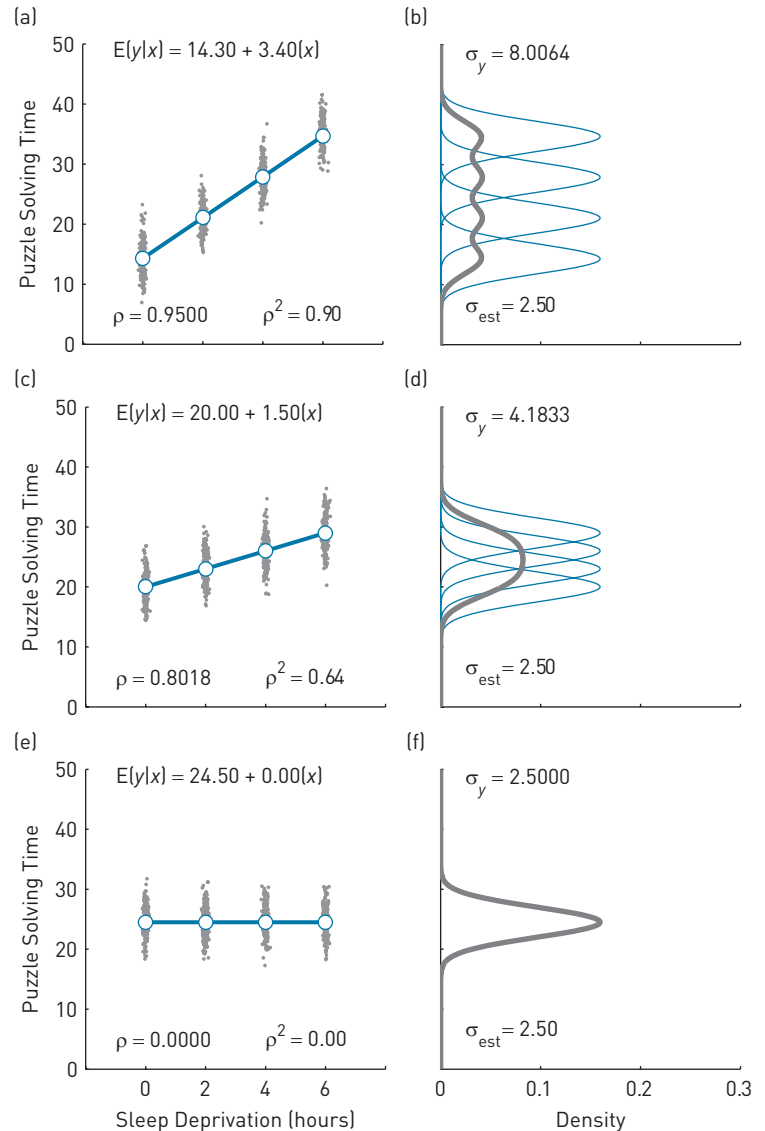 (a)
E(y|x) = 14.30 + 3.40(x)
50
40
30
20
10
0
Puzzle Solving Time
ρ = 0.9500
ρ² = 0.90
(b)
σy = 8.0064
σest = 2.50
(c)
E(y|x) = 20.00 + 1.50(x)
50
40
30
20
10
0
Puzzle Solving Time
ρ = 0.8018
ρ² = 0.64
(d)
σy = 4.1833
σest = 2.50
(e)
E(y|x) = 24.50 + 0.00(x)
50
40
30
20
10
0
Puzzle Solving Time
ρ = 0.0000
ρ² = 0.00
0 2 4 6
Sleep Deprivation (hours)
(f)
σy = 2.5000
σest = 2.50
0 0.1 0.2 0.3
Density